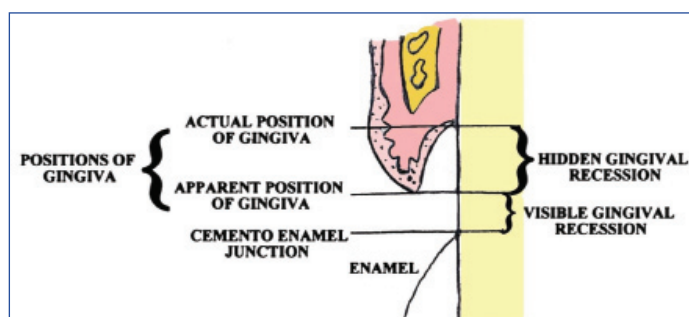 ACTUAL POSITION
OF GINGIVA
POSITIONS OF
GINGIVA
APPARENT POSITION
OF GINGIVA
CEMENTO ENAMEL
JUNCTION
ENAMEL
HIDDEN GINGIVAL
RECESSION
VISIBLE GINGIVAL
RECESSION